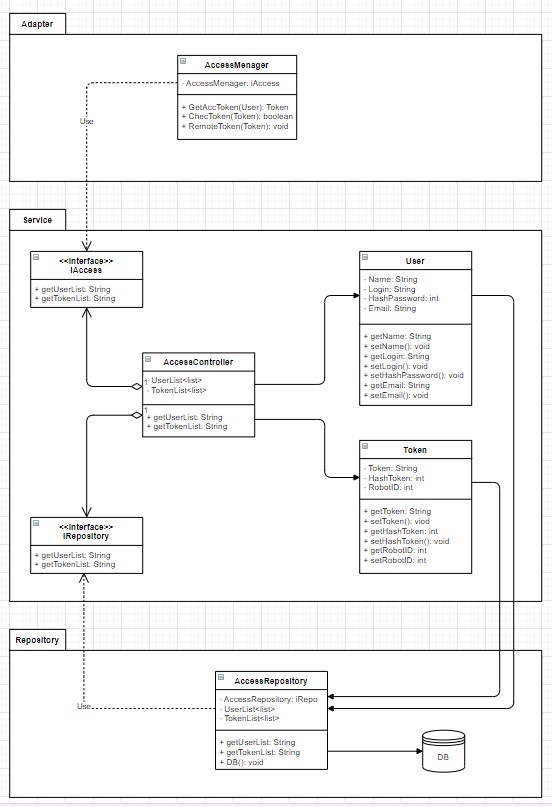 Adapter
AccessMenager
- AccessMenager: iAccess
+ GetAccToken(User): Token
+ ChecToken(Token): boolean
+ RemoteToken(Token): void
Use
Service
<<Interface>>
IAccess
+ getUserList: String
+ getTokenList: String
User
- Name: String
- Login: String
- HashPassword: int
- Email: String
+ getName: String
+ setName(): void
+ getLogin: Srting
+ setLogin(): void
+ setHashPassword(): void
+ getEmail: String
+ setEmail(): void
AccessController
1
- UserList<list>
- TokenList<list>
1
+ getUserList: String
+ getTokenList: String
Token
- Token: String
- HashToken: int
- RobotID: int
+ getToken: String
+ setToken(): viod
+ getHashToken: int
+ setHashToken(): void
+ getRobotID: int
+ setRobotID: int
<<Interface>>
IRepository
+ getUserList: String
+ getTokenList: String
Repository
AccessRepository
- AccessRepository: iRepo
- UserList<list>
- TokenList<list>
+ getUserList: String
+ getTokenList: String
+ DB(): void
Use
DB